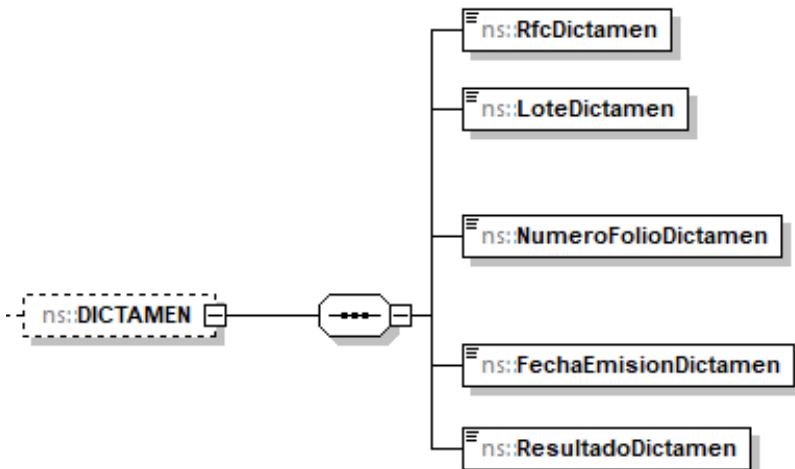 ns::RfcDictamen
ns::LoteDictamen
ns::NumeroFolioDictamen
ns::DICTAMEN
ns::FechaEmisionDictamen
ns::ResultadoDictamen